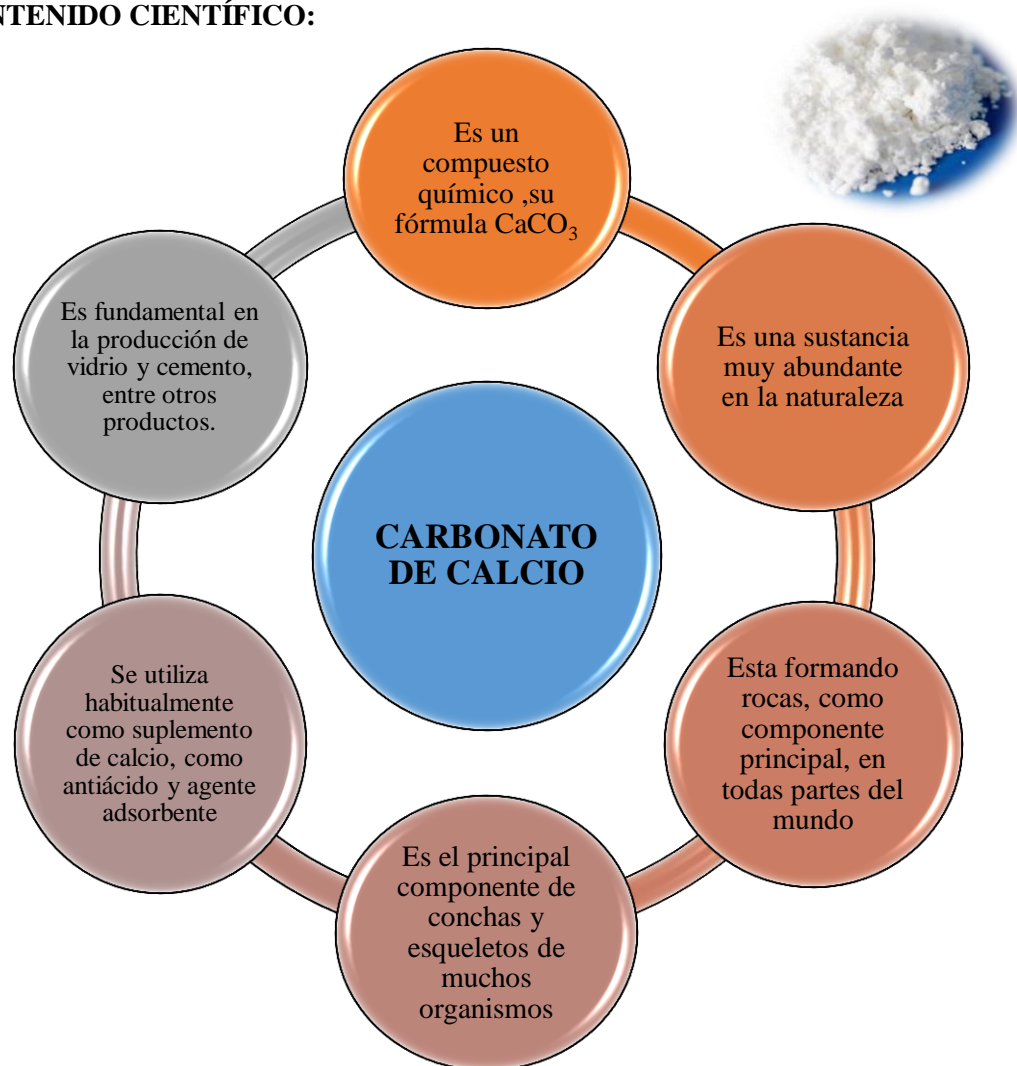 NTENIDO CIENTÍFICO:
Es un
compuesto
químico ,su
fórmula CaCO₃
Es una sustancia
muy abundante
en la naturaleza
Esta formando
rocas, como
componente
principal, en
todas partes del
mundo
Es el principal
componente de
conchas y
esqueletos de
muchos
organismos
Se utiliza
habitualmente
como suplemento
de calcio, como
antiácido y agente
adsorbente
Es fundamental en
la producción de
vidrio y cemento,
entre otros
productos.
CARBONATO
DE CALCIO